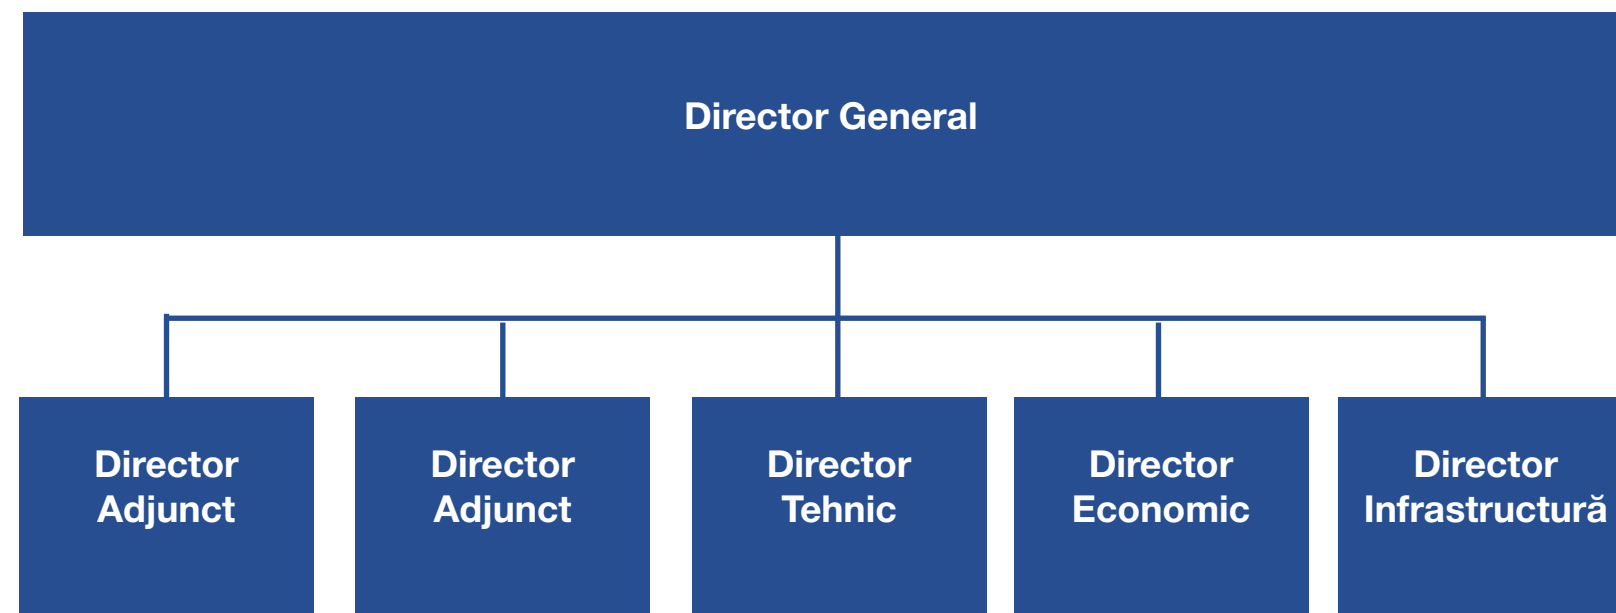 Director General
Director
Adjunct
Director
Adjunct
Director
Tehnic
Director
Economic
Director
Infrastructură